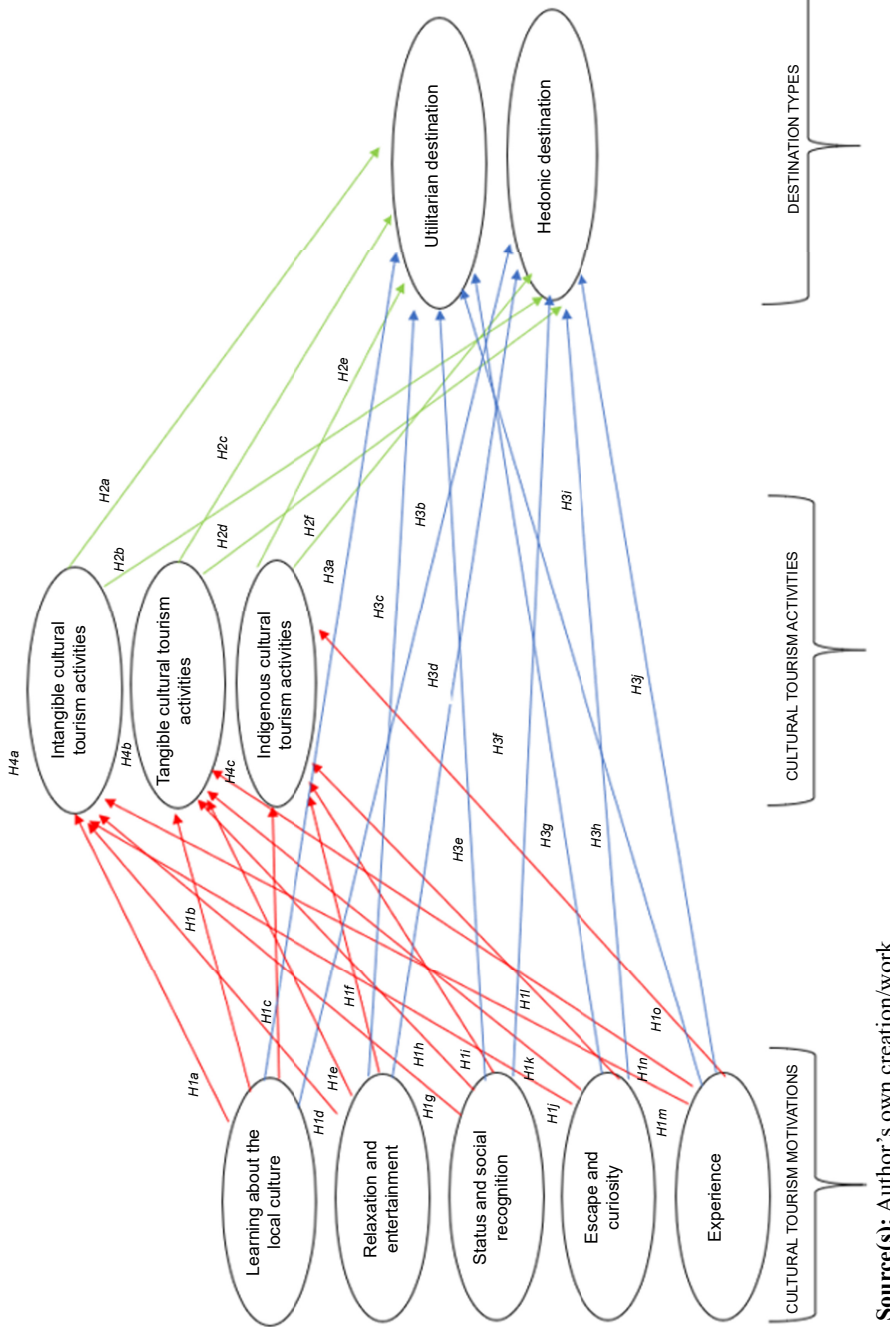 H4a
Intangible cultural
tourism activities
H2a
H2b
H4b
Tangible cultural tourism
activities
H2c
H2d
H4c
Indigenous cultural
tourism activities
H2e
H2f
H1a
H1b
H1c
Learning about the
local culture
H1d
H1e
H1f
H3a
H3b
Relaxation and
entertainment
H1g
H1h
H1i
H3c
H3d
Utilitarian destination
Status and social
recognition
H1j
H1k
H1l
H3e
H3f
Hedonic destination
Escape and
curiosity
H1m
H1n
H1o
H3g
H3h
H3i
H3j
Experience
CULTURAL TOURISM MOTIVATIONS
CULTURAL TOURISM ACTIVITIES
DESTINATION TYPES
Source(s): Author's own creation/work